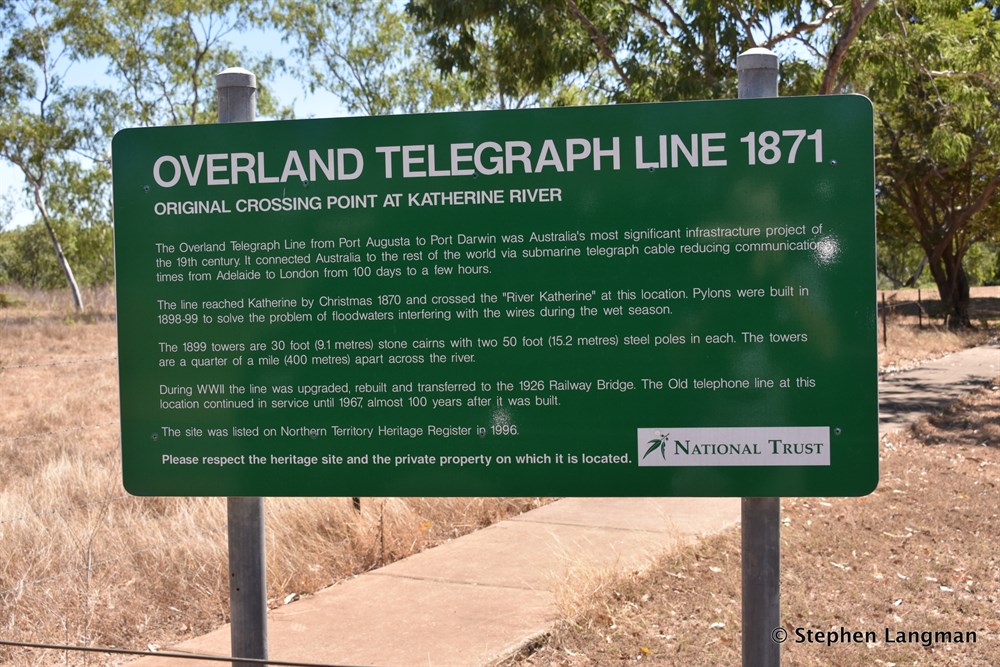 OVERLAND TELEGRAPH LINE 1871
ORIGINAL CROSSING POINT AT KATHERINE RIVER
The Overland Telegraph Line from Port Augusta to Port Darwin was Australia's most significant infrastructure project of
the 19th century. It connected Australia to the rest of the world via submarine telegraph cable reducing communication
times from Adelaide to London from 100 days to a few hours.
The line reached Katherine by Christmas 1870 and crossed the "River Katherine" at this location. Pylons were built in
1898-99 to solve the problem of floodwaters interfering with the wires during the wet season.
The 1899 towers are 30 foot (9.1 metres) stone cairns with two 50 foot (15.2 metres) steel poles in each. The towers
are a quarter of a mile (400 metres) apart across the river.
During WWII the line was upgraded, rebuilt and transferred to the 1926 Railway Bridge. The Old telephone line at this
location continued in service until 1967, almost 100 years after it was built.
The site was listed on Northern Territory Heritage Register in 1996.
Please respect the heritage site and the private property on which it is located.
NATIONAL TRUST
© Stephen Langman